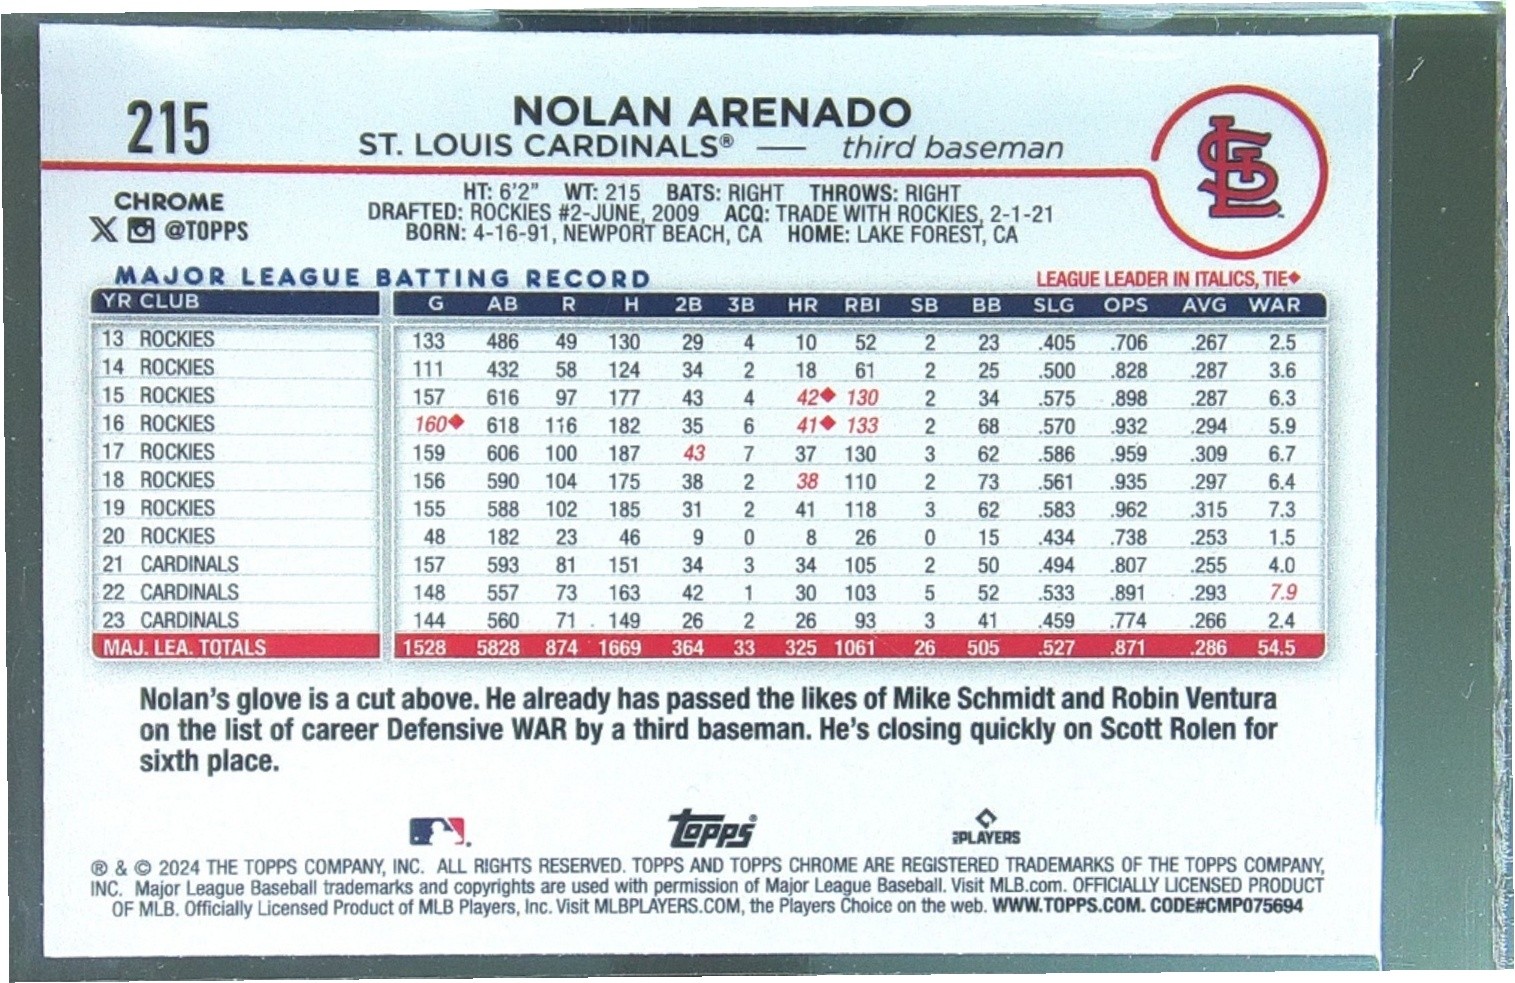 215
NOLAN ARENADO
ST. LOUIS CARDINALS® — third baseman
STL
CHROME
X @TOPPS
HT: 6'2" WT: 215 BATS: RIGHT THROWS: RIGHT
DRAFTED: ROCKIES #2-JUNE, 2009 ACQ: TRADE WITH ROCKIES, 2-1-21
BORN: 4-16-91, NEWPORT BEACH, CA HOME: LAKE FOREST, CA
MAJOR LEAGUE BATTING RECORD LEAGUE LEADER IN ITALICS, TIE◆
YR CLUB G AB R H 2B 3B HR RBI SB BB SLG OPS AVG WAR
13 ROCKIES 133 486 49 130 29 4 10 52 2 23 .405 .706 .267 2.5
14 ROCKIES 111 432 58 124 34 2 18 61 2 25 .500 .828 .287 3.6
15 ROCKIES 157 616 97 177 43 4 42◆ 130 2 34 .575 .898 .287 6.3
16 ROCKIES 160◆ 618 116 182 35 6 41◆ 133 2 68 .570 .932 .294 5.9
17 ROCKIES 159 606 100 187 43 7 37 130 3 62 .586 .959 .309 6.7
18 ROCKIES 156 590 104 175 38 2 38 110 2 73 .561 .935 .297 6.4
19 ROCKIES 155 588 102 185 31 2 41 118 3 62 .583 .962 .315 7.3
20 ROCKIES 48 182 23 46 9 0 8 26 0 15 .434 .738 .253 1.5
21 CARDINALS 157 593 81 151 34 3 34 105 2 50 .494 .807 .255 4.0
22 CARDINALS 148 557 73 163 42 1 30 103 5 52 .533 .891 .293 7.9
23 CARDINALS 144 560 71 149 26 2 26 93 3 41 .459 .774 .266 2.4
MAJ. LEA. TOTALS 1528 5828 874 1669 364 33 325 1061 26 505 .527 .871 .286 54.5
Nolan's glove is a cut above. He already has passed the likes of Mike Schmidt and Robin Ventura
on the list of career Defensive WAR by a third baseman. He's closing quickly on Scott Rolen for
sixth place.
topps®
PLAYERS
® & © 2024 THE TOPPS COMPANY, INC. ALL RIGHTS RESERVED. TOPPS AND TOPPS CHROME ARE REGISTERED TRADEMARKS OF THE TOPPS COMPANY,
INC. Major League Baseball trademarks and copyrights are used with permission of Major League Baseball. Visit MLB.com. OFFICIALLY LICENSED PRODUCT
OF MLB. Officially Licensed Product of MLB Players, Inc. Visit MLBPLAYERS.COM, the Players Choice on the web. WWW.TOPPS.COM. CODE#CMP075694